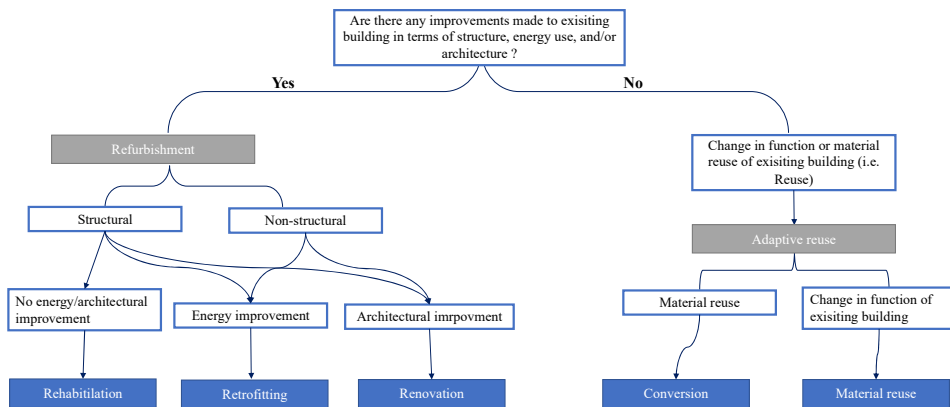 Are there any improvements made to exisiting
building in terms of structure, energy use, and/or
architecture ?
Yes
No
Refurbishment
Change in function or material
reuse of exisiting building (i.e.
Reuse)
Structural
Non-structural
Adaptive reuse
No energy/architectural
improvement
Energy improvement
Architectural imrpovment
Material reuse
Change in function of
exisiting building
Rehabitilation
Retrofitting
Renovation
Conversion
Material reuse